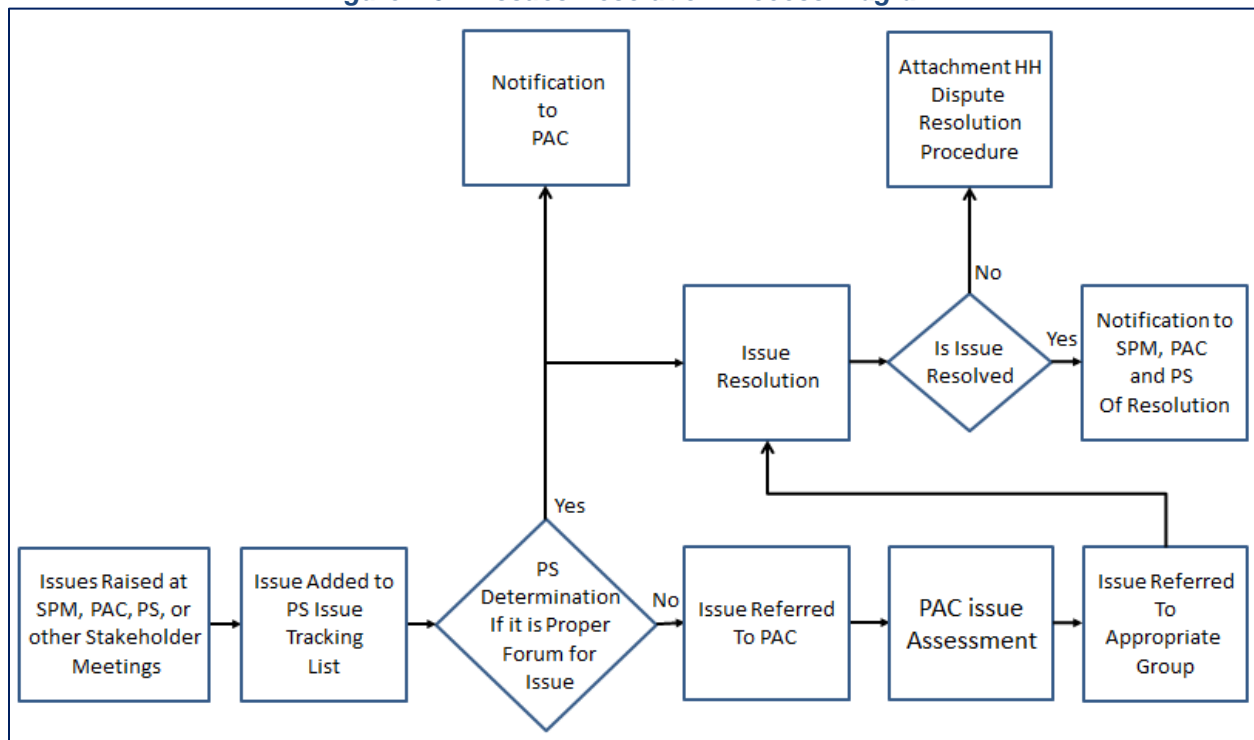 Notification
to
PAC
Attachment HH
Dispute
Resolution
Procedure
No
Issue
Resolution
Is Issue
Resolved
Yes
Notification to
SPM, PAC
and PS
Of Resolution
Yes
Issues Raised at
SPM, PAC, PS, or
other Stakeholder
Meetings
Issue Added to
PS Issue
Tracking
List
PS
Determination
If it is Proper
Forum for
Issue
No
Issue Referred
To PAC
PAC issue
Assessment
Issue Referred
To
Appropriate
Group